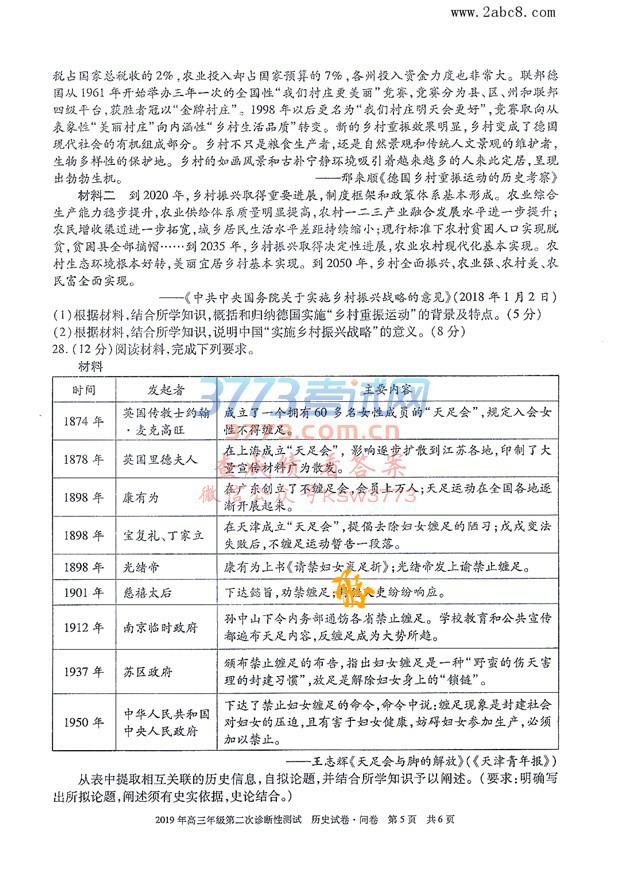 www.2abc8.com
税占国家总税收的2%,农业投入却占国家预算的7%,各州投入资金力度也非常大。联邦德
国从1961年开始举办三年一次的全国性“我们村庄更美丽”竞赛,竞赛分为县、区、州和联邦
四级平台,获胜者冠以“金牌村庄”。1998年以后更名为“我们村庄明天会更好”,竞赛取向从
表象性“美丽村庄”向内涵性“乡村生活品质”转变。新的乡村重振效果明显,乡村变成了德国
现代社会的有机组成部分。乡村不只是粮食生产者,还是自然景观和传统人文景观的维护者,
生物多样性的保护地。乡村的如画风景和古朴宁静环境吸引着越来越多的人来此定居,呈现
出勃勃生机。——邢来顺《德国乡村重振运动的历史考察》
材料二 到2020年,乡村振兴取得重要进展,制度框架和政策体系基本形成。农业综合
生产能力稳步提升,农业供给体系质量明显提高,农村一二三产业融合发展水平进一步提升;
农民增收渠道进一步拓宽,城乡居民生活水平差距持续缩小;现行标准下农村贫困人口实现脱
贫,贫困县全部摘帽……到2035年,乡村振兴取得决定性进展,农业农村现代化基本实现。农
村生态环境根本好转,美丽宜居乡村基本实现。到2050年,乡村全面振兴,农业强、农村美、农
民富全面实现。
——《中共中央国务院关于实施乡村振兴战略的意见》(2018年1月2日)
(1)根据材料,结合所学知识,概括和归纳德国实施“乡村重振运动”的背景及特点。(5分)
(2)根据材料,结合所学知识,说明中国“实施乡村振兴战略”的意义。(8分)
28.(12分)阅读材料,完成下列要求。
材料
时间 发起者 主要内容
1874年 英国传教士约翰·麦克高旺 成立了一个拥有60多名女性成员的“天足会”,规定入会女性不得缠足。
1878年 英国里德夫人 在上海成立“天足会”,影响逐步扩散到江苏各地,印制了大量宣传材料广为散发。
1898年 康有为 在广东创立了不缠足会,会员上万人;天足运动在全国各地逐渐开展起来。
1898年 宝复礼、丁家立 在天津成立“天足会”,提倡去除妇女缠足的陋习;戊戌变法失败后,不缠足运动暂告一段落。
1898年 光绪帝 康有为上书《请禁妇女裹足折》;光绪帝发上谕禁止缠足。
1901年 慈禧太后 下达懿旨,劝禁缠足;吏纷纷响应。
1912年 南京临时政府 孙中山下令内务部通饬各省禁止缠足。学校教育和公共宣传都遍布天足内容,反缠足成为大势所趋。
1937年 苏区政府 颁布禁止缠足的布告,指出妇女缠足是一种“野蛮的伤天害理的封建习惯”,放足是解除妇女身上的“锁链”。
1950年 中华人民共和国中央人民政府 下达了禁止妇女缠足的命令,命令中说:缠足现象是封建社会对妇女的压迫,且有害于妇女健康,妨碍妇女参加生产,必须加以禁止。
3773考试网
查成绩 看答案
微信公众号KSW3773
——王志辉《天足会与脚的解放》(《天津青年报》)
从表中提取相互关联的历史信息,自拟论题,并结合所学知识予以阐述。(要求:明确写
出所拟论题,阐述须有史实依据,史论结合。)
2019年高三年级第二次诊断性测试 历史试卷·问卷 第5页 共6页